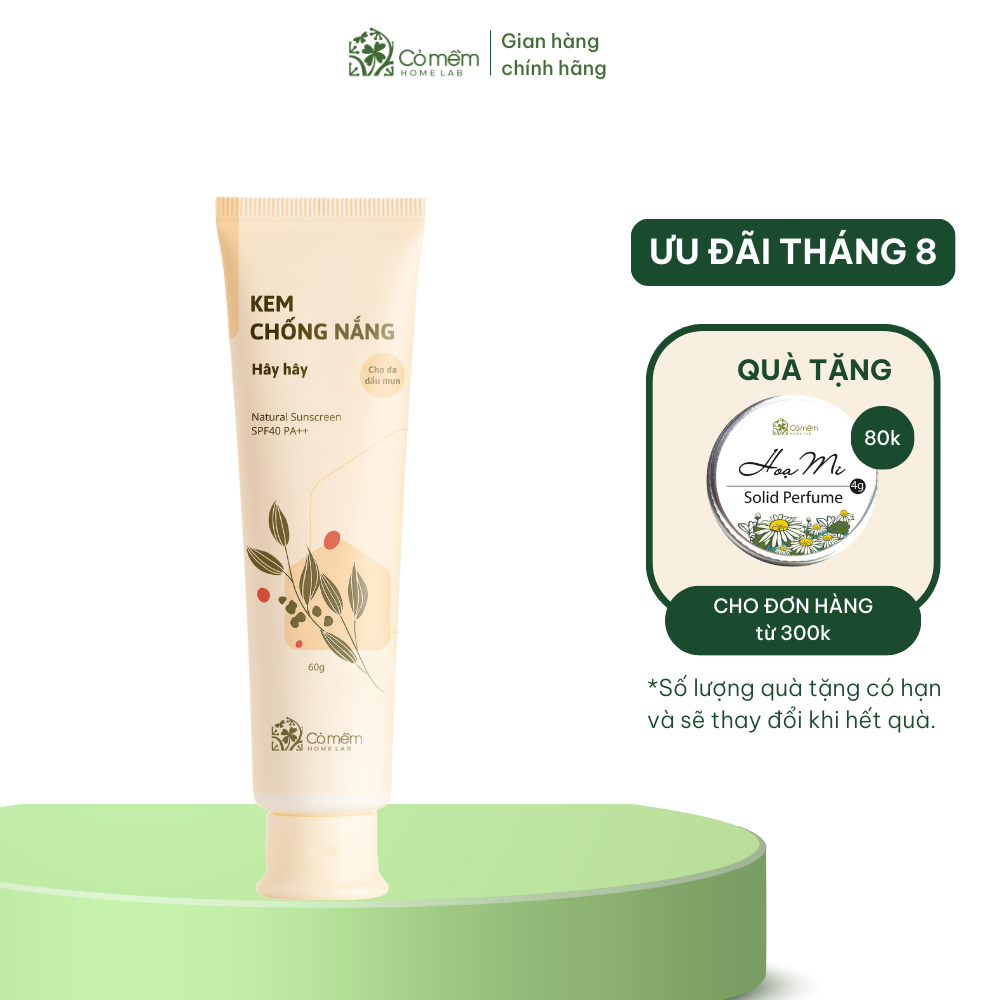 Cỏ mềm
HOME LAB
Gian hàng
chính hãng
KEM
CHỐNG NẮNG
Hây hây
Cho da
dầu mụn
Natural Sunscreen
SPF40 PA++
60g
Cỏ mềm
HOME LAB
ƯU ĐÃI THÁNG 8
QUÀ TẶNG
80k
Cỏ mềm
HOME LAB
Hoạ Mi
4g
Solid Perfume
CHO ĐƠN HÀNG
từ 300k
*Số lượng quà tặng có hạn
và sẽ thay đổi khi hết quà.